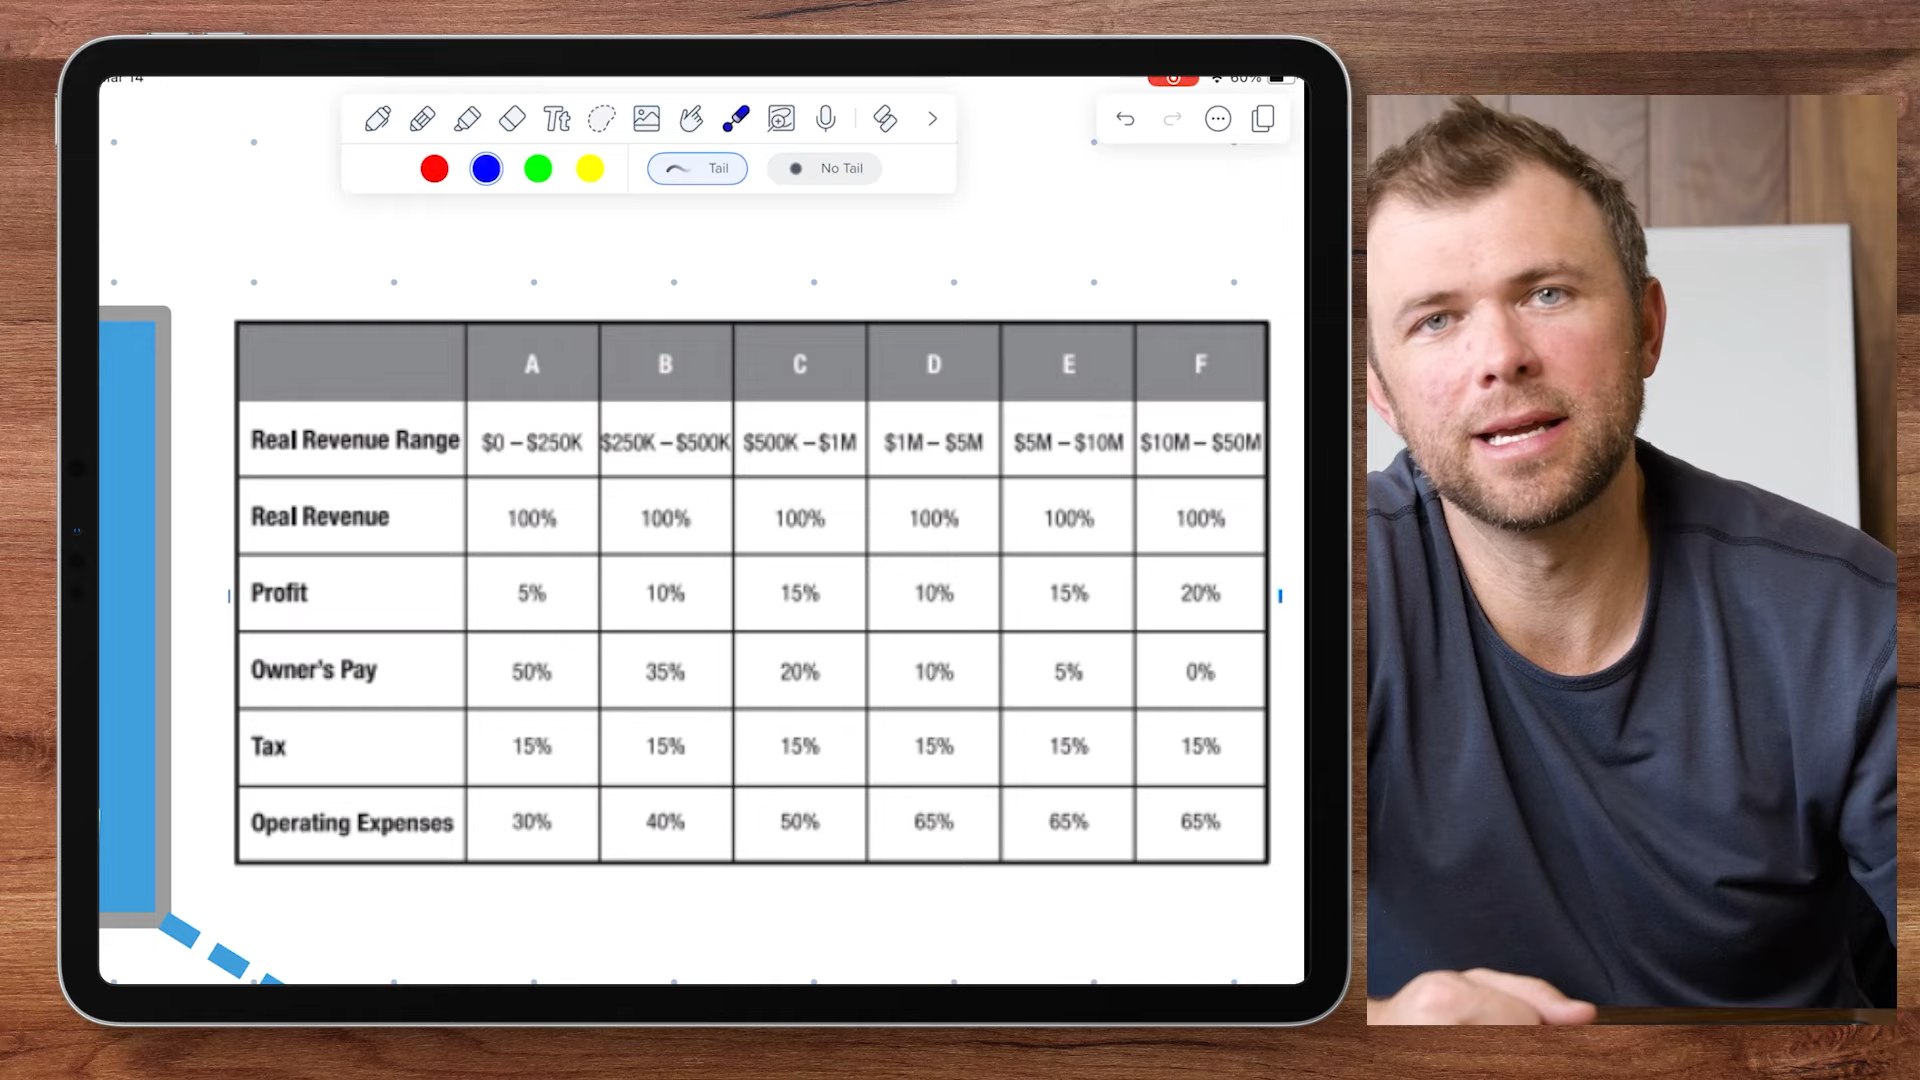 60%
Tt
Tail
No Tail
A B C D E F
Real Revenue Range $0 – $250K $250K – $500K $500K – $1M $1M – $5M $5M – $10M $10M – $50M
Real Revenue 100% 100% 100% 100% 100% 100%
Profit 5% 10% 15% 10% 15% 20%
Owner's Pay 50% 35% 20% 10% 5% 0%
Tax 15% 15% 15% 15% 15% 15%
Operating Expenses 30% 40% 50% 65% 65% 65%